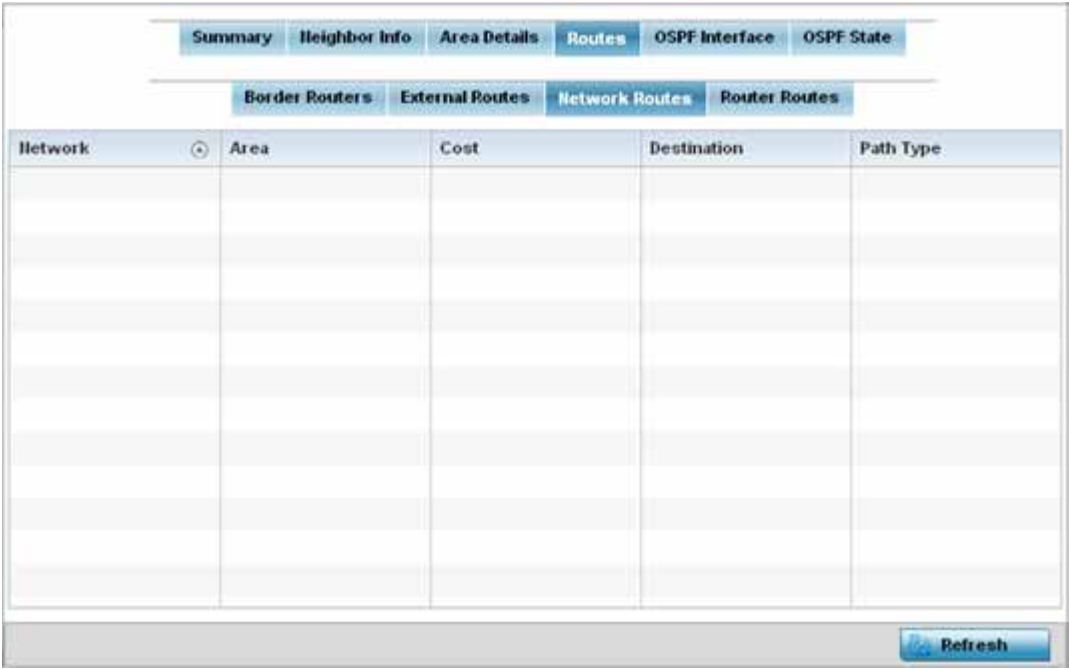 Summary Neighbor Info Area Details Routes OSPF Interface OSPF State
Border Routers External Routes Network Routes Router Routes
Network Area Cost Destination Path Type
Refresh